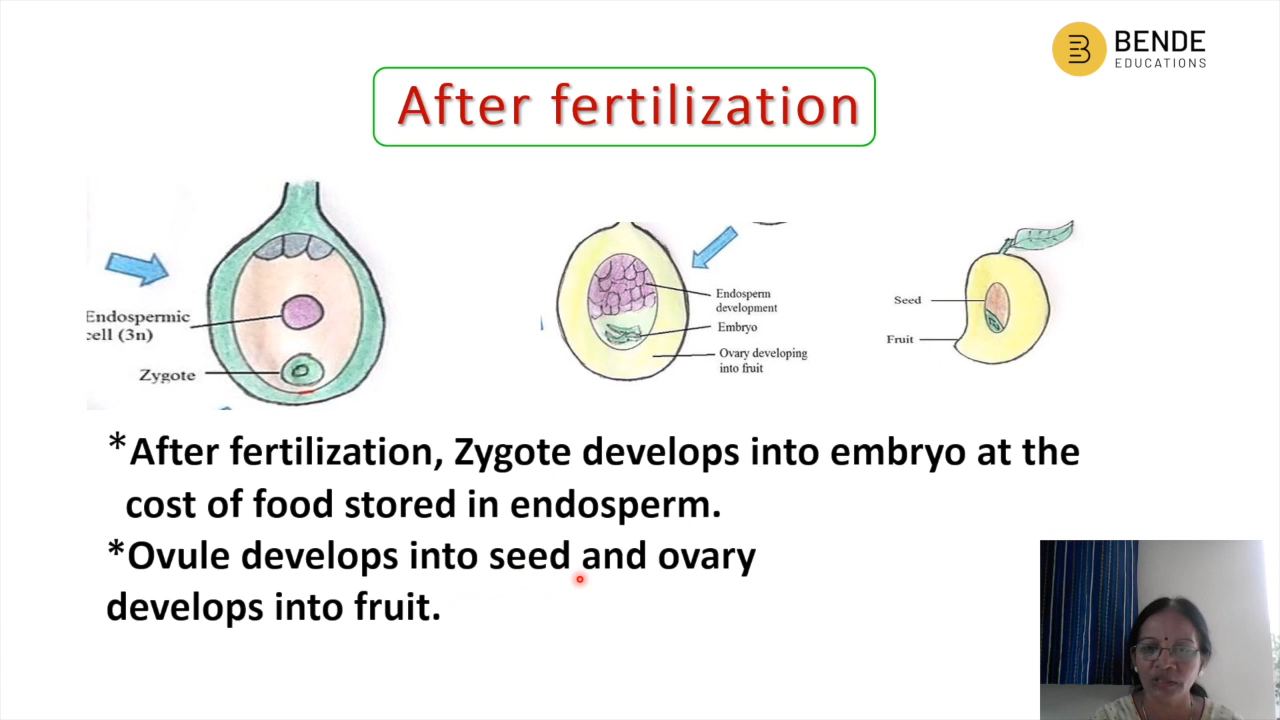 BENDE
EDUCATIONS
After fertilization
Endospermic
cell (3n)
Zygote
Endosperm
development
Embryo
Ovary developing
into fruit
Seed
Fruit
*After fertilization, Zygote develops into embryo at the
cost of food stored in endosperm.
*Ovule develops into seed and ovary
develops into fruit.